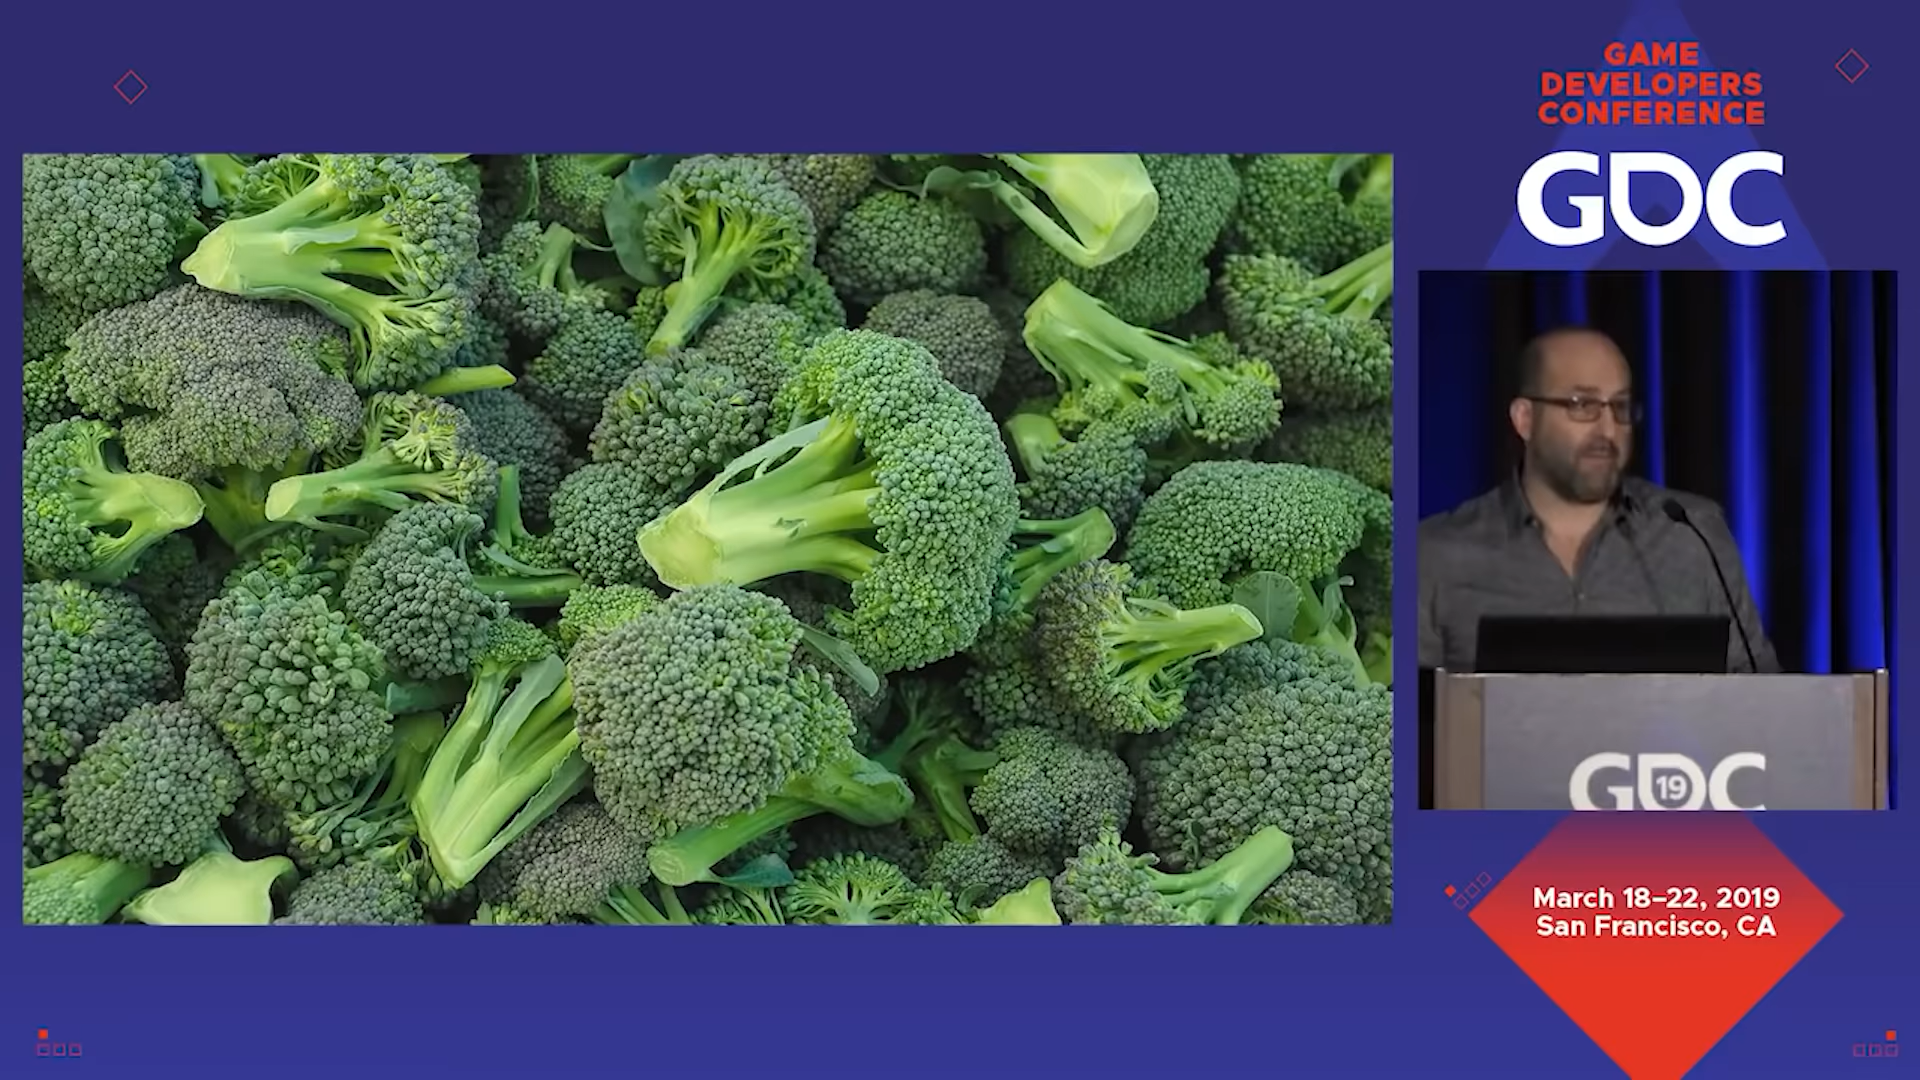 GAME
DEVELOPERS
CONFERENCE
GDC
GDC
19
March 18–22, 2019
San Francisco, CA